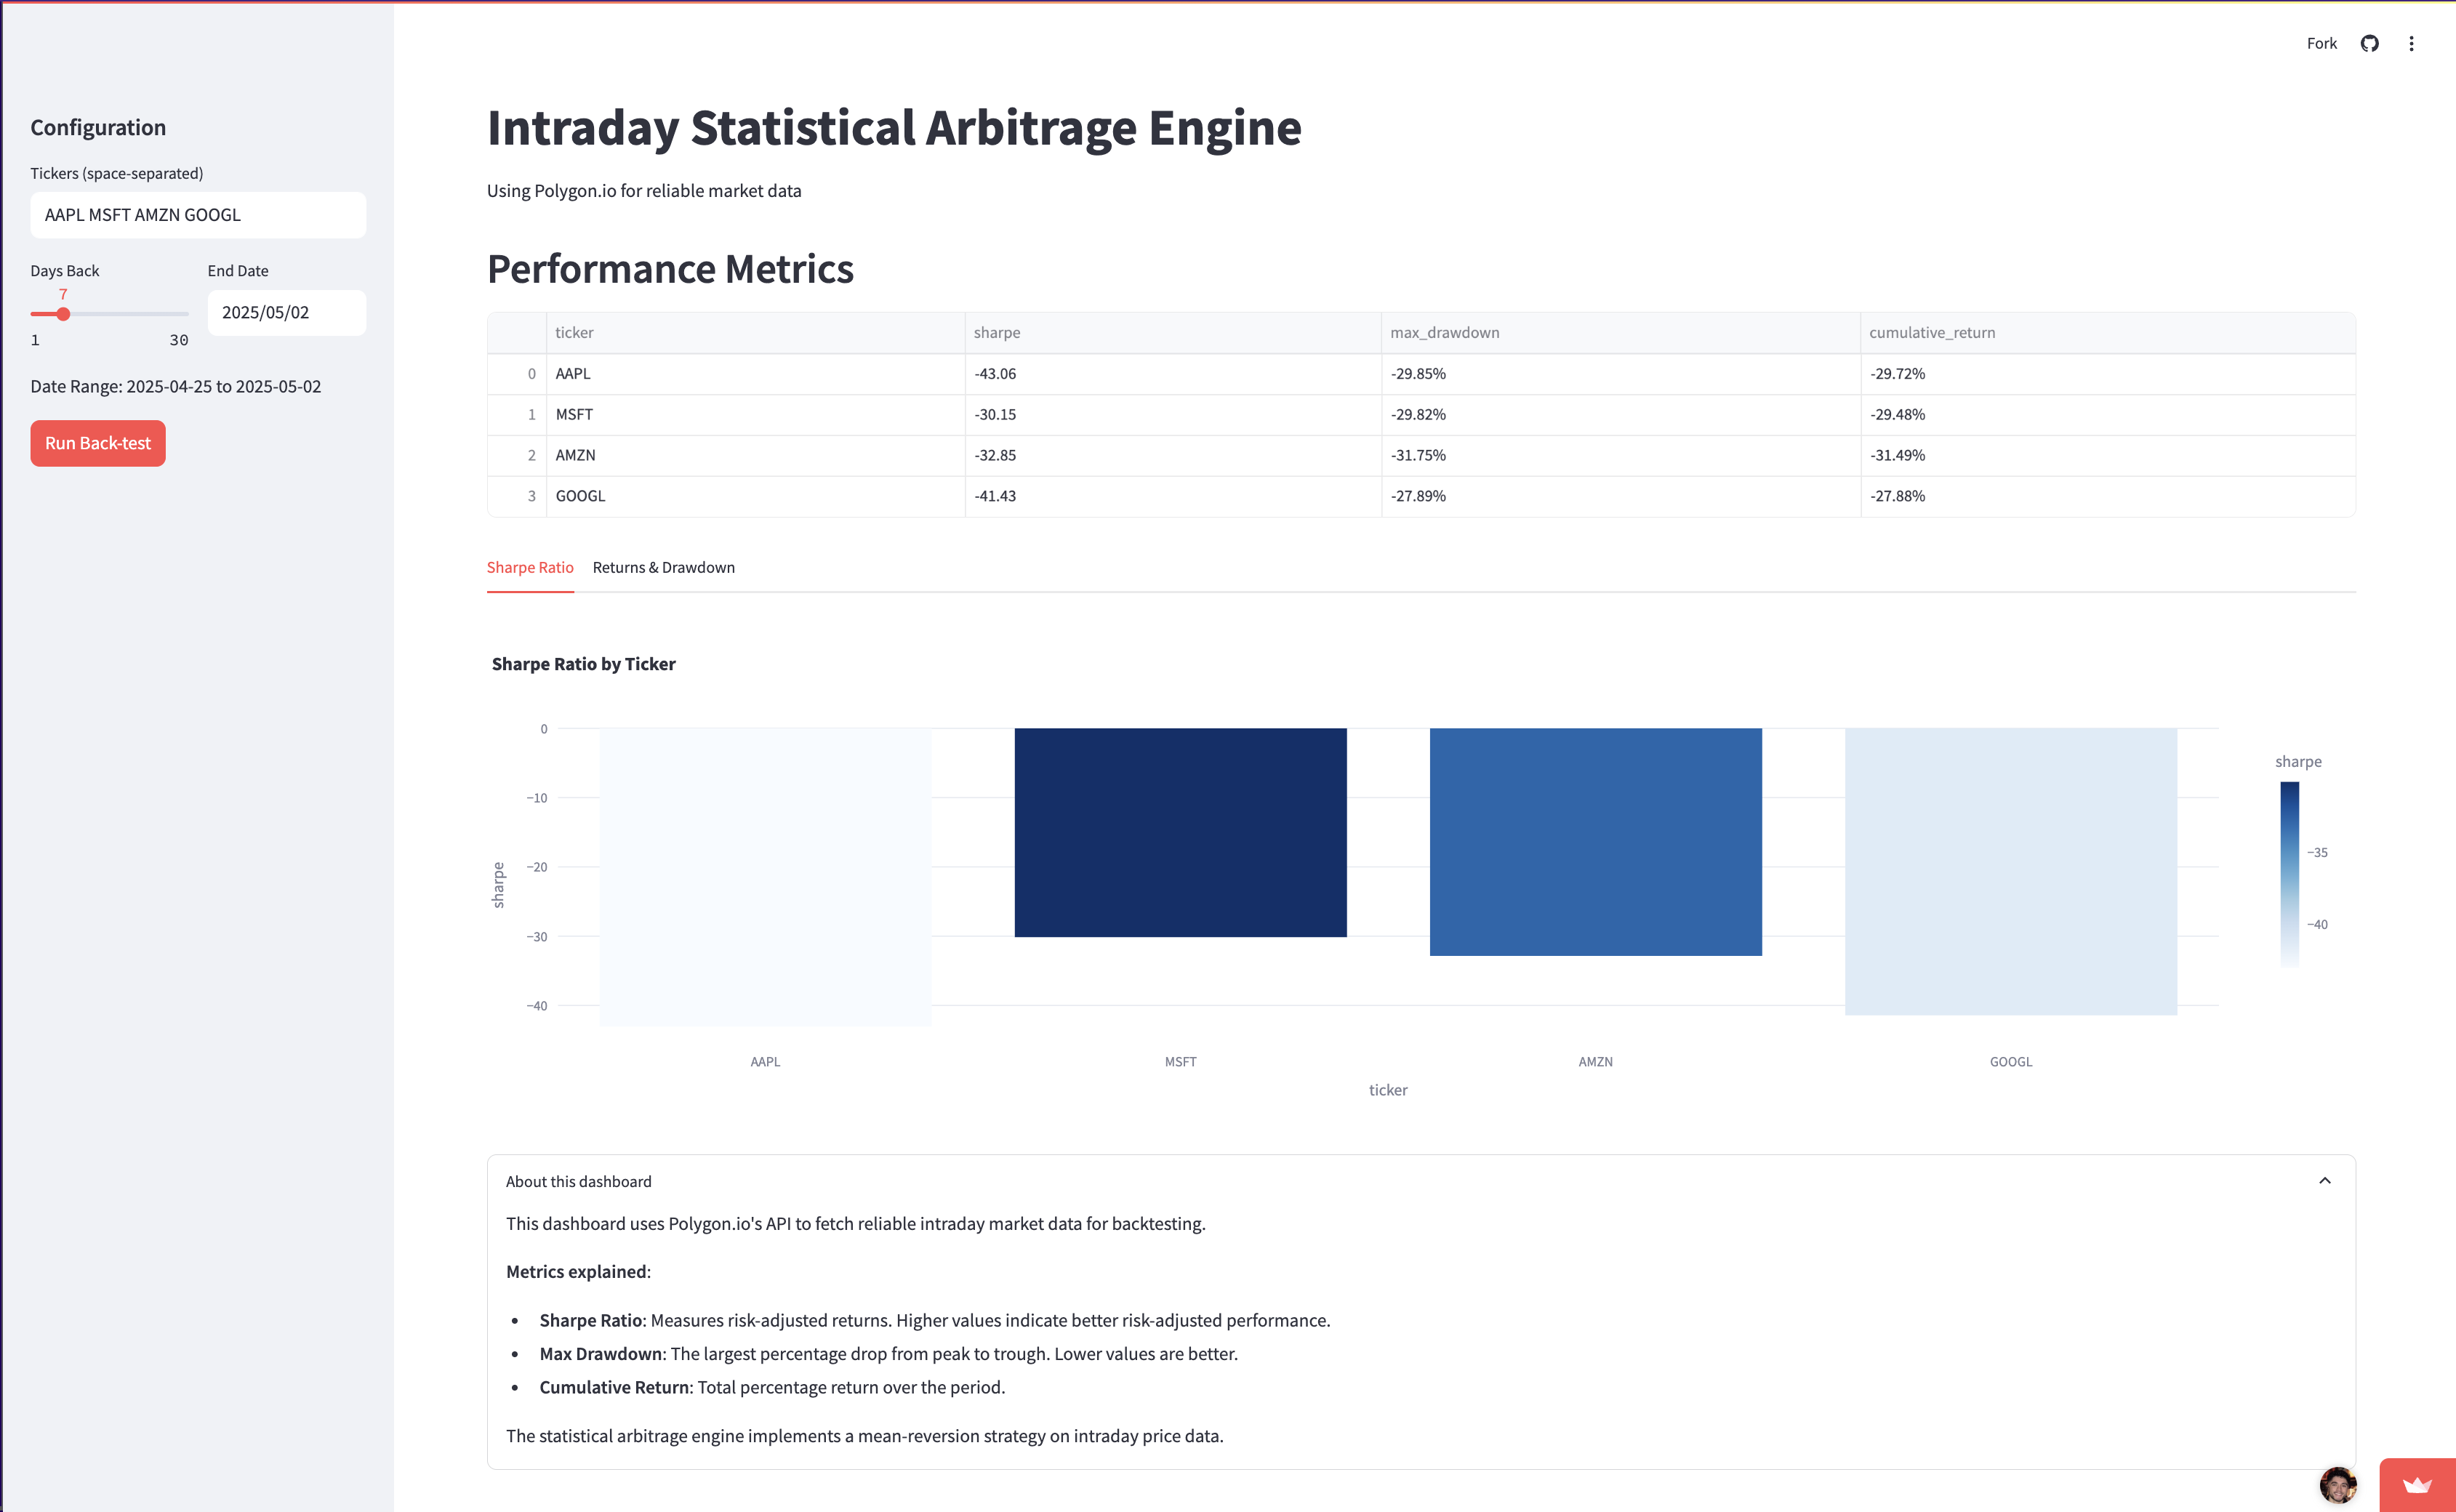 Fork
Configuration
Tickers (space-separated)
AAPL MSFT AMZN GOOGL
Days Back
End Date
7
2025/05/02
1
30
Date Range: 2025-04-25 to 2025-05-02
Run Back-test
Intraday Statistical Arbitrage Engine
Using Polygon.io for reliable market data
Performance Metrics
ticker sharpe max_drawdown cumulative_return
0 AAPL -43.06 -29.85% -29.72%
1 MSFT -30.15 -29.82% -29.48%
2 AMZN -32.85 -31.75% -31.49%
3 GOOGL -41.43 -27.89% -27.88%
Sharpe Ratio Returns & Drawdown
Sharpe Ratio by Ticker
0
−10
−20
−30
−40
sharpe
AAPL MSFT AMZN GOOGL
ticker
sharpe
−35
−40
About this dashboard
This dashboard uses Polygon.io's API to fetch reliable intraday market data for backtesting.
Metrics explained:
• Sharpe Ratio: Measures risk-adjusted returns. Higher values indicate better risk-adjusted performance.
• Max Drawdown: The largest percentage drop from peak to trough. Lower values are better.
• Cumulative Return: Total percentage return over the period.
The statistical arbitrage engine implements a mean-reversion strategy on intraday price data.